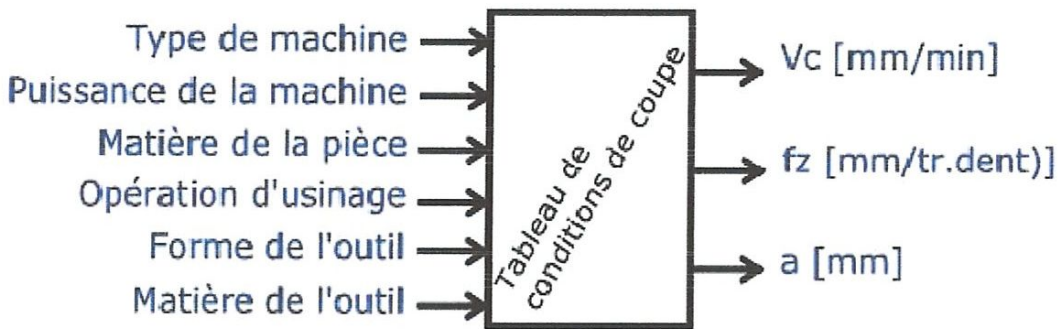 Type de machine
Puissance de la machine
Matière de la pièce
Opération d'usinage
Forme de l'outil
Matière de l'outil
Tableau de
conditions de coupe
Vc [mm/min]
fz [mm/tr.dent)]
a [mm]